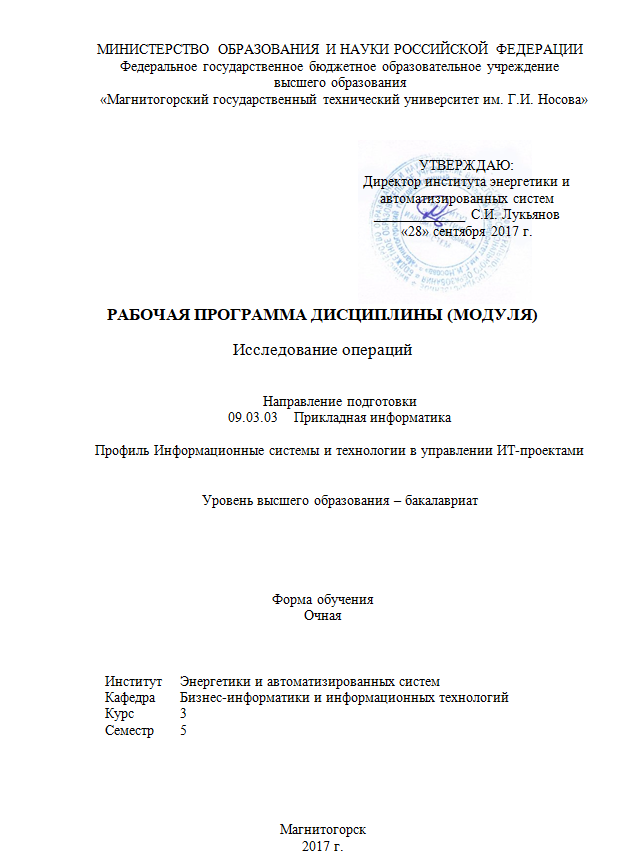 МИНИСТЕРСТВО ОБРАЗОВАНИЯ И НАУКИ РОССИЙСКОЙ ФЕДЕРАЦИИ
Федеральное государственное бюджетное образовательное учреждение
высшего образования
«Магнитогорский государственный технический университет им. Г.И. Носова»
УТВЕРЖДАЮ:
Директор института энергетики и
автоматизированных систем
_______________ С.И. Лукьянов
«28» сентября 2017 г.
РАБОЧАЯ ПРОГРАММА ДИСЦИПЛИНЫ (МОДУЛЯ)
Исследование операций
Направление подготовки
09.03.03 Прикладная информатика
Профиль Информационные системы и технологии в управлении ИТ-проектами
Уровень высшего образования – бакалавриат
Форма обучения
Очная
Институт Энергетики и автоматизированных систем
Кафедра Бизнес-информатики и информационных технологий
Курс 3
Семестр 5
Магнитогорск
2017 г.